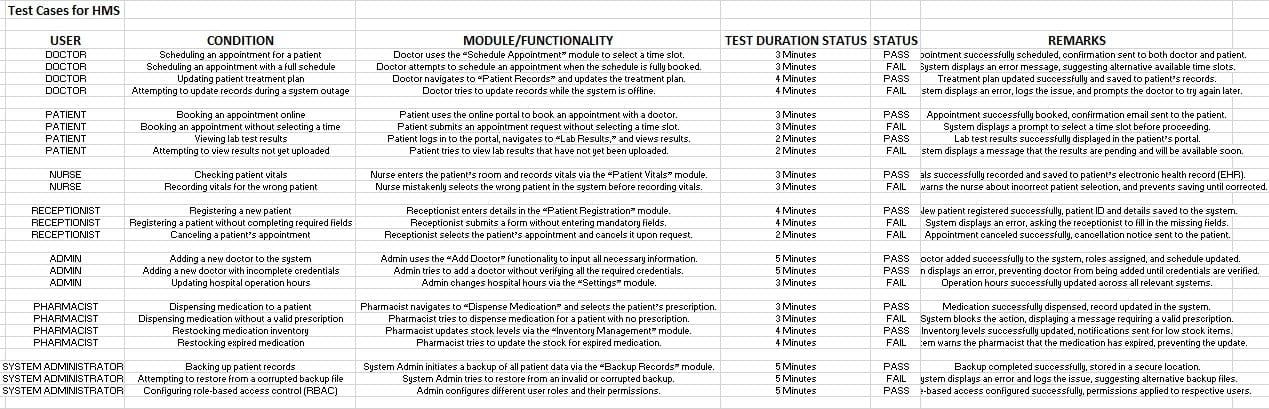 Test Cases for HMS
USER CONDITION MODULE/FUNCTIONALITY TEST DURATION STATUS STATUS REMARKS
DOCTOR Scheduling an appointment for a patient Doctor uses the “Schedule Appointment” module to select a time slot. 3 Minutes PASS successfully scheduled, confirmation sent to both doctor and patient.
DOCTOR Scheduling an appointment with a full schedule Doctor attempts to schedule an appointment when the schedule is fully booked. 3 Minutes FAIL System displays an error message, suggesting alternative available time slots.
DOCTOR Updating patient treatment plan Doctor navigates to “Patient Records” and updates the treatment plan. 4 Minutes PASS Treatment plan updated successfully and saved to patient’s records.
DOCTOR Attempting to update records during a system outage Doctor tries to update records while the system is offline. 4 Minutes FAIL stem displays an error, logs the issue, and prompts the doctor to try again later.
PATIENT Booking an appointment online Patient uses the online portal to book an appointment with a doctor. 3 Minutes PASS Appointment successfully booked, confirmation email sent to the patient.
PATIENT Booking an appointment without selecting a time Patient submits an appointment request without selecting a time slot. 3 Minutes FAIL System displays a prompt to select a time slot before proceeding.
PATIENT Viewing lab test results Patient logs in to the portal, navigates to “Lab Results,” and views results. 2 Minutes PASS Lab test results successfully displayed in the patient’s portal.
PATIENT Attempting to view results not yet uploaded Patient tries to view lab results that have not yet been uploaded. 2 Minutes FAIL stem displays a message that the results are pending and will be available soon.
NURSE Checking patient vitals Nurse enters the patient’s room and records vitals via the “Patient Vitals” module. 3 Minutes PASS als successfully recorded and saved to patient’s electronic health record (EHR).
NURSE Recording vitals for the wrong patient Nurse mistakenly selects the wrong patient in the system before recording vitals. 3 Minutes FAIL warns the nurse about incorrect patient selection, and prevents saving until corrected.
RECEPTIONIST Registering a new patient Receptionist enters details in the “Patient Registration” module. 4 Minutes PASS New patient registered successfully, patient ID and details saved to the system.
RECEPTIONIST Registering a patient without completing required fields Receptionist submits a form without entering mandatory fields. 4 Minutes FAIL System displays an error, asking the receptionist to fill in the missing fields.
RECEPTIONIST Canceling a patient’s appointment Receptionist selects the patient’s appointment and cancels it upon request. 2 Minutes FAIL Appointment canceled successfully, cancellation notice sent to the patient.
ADMIN Adding a new doctor to the system Admin uses the “Add Doctor” functionality to input all necessary information. 5 Minutes PASS octor added successfully to the system, roles assigned, and schedule updated.
ADMIN Adding a new doctor with incomplete credentials Admin tries to add a doctor without verifying all the required credentials. 5 Minutes PASS n displays an error, preventing doctor from being added until credentials are verified.
ADMIN Updating hospital operation hours Admin changes hospital hours via the “Settings” module. 3 Minutes FAIL Operation hours successfully updated across all relevant systems.
PHARMACIST Dispensing medication to a patient Pharmacist navigates to “Dispense Medication” and selects the patient’s prescription. 3 Minutes PASS Medication successfully dispensed, record updated in the system.
PHARMACIST Dispensing medication without a valid prescription Pharmacist tries to dispense medication for a patient with no prescription. 3 Minutes FAIL System blocks the action, displaying a message requiring a valid prescription.
PHARMACIST Restocking medication inventory Pharmacist updates stock levels via the “Inventory Management” module. 4 Minutes PASS Inventory levels successfully updated, notifications sent for low stock items.
PHARMACIST Restocking expired medication Pharmacist tries to update the stock for expired medication. 4 Minutes FAIL tem warns the pharmacist that the medication has expired, preventing the update.
SYSTEM ADMINISTRATOR Backing up patient records System Admin initiates a backup of all patient data via the “Backup Records” module. 5 Minutes PASS Backup completed successfully, stored in a secure location.
SYSTEM ADMINISTRATOR Attempting to restore from a corrupted backup file System Admin tries to restore from an invalid or corrupted backup. 5 Minutes FAIL ystem displays an error and logs the issue, suggesting alternative backup files.
SYSTEM ADMINISTRATOR Configuring role-based access control (RBAC) Admin configures different user roles and their permissions. 5 Minutes PASS e-based access configured successfully, permissions applied to respective users.